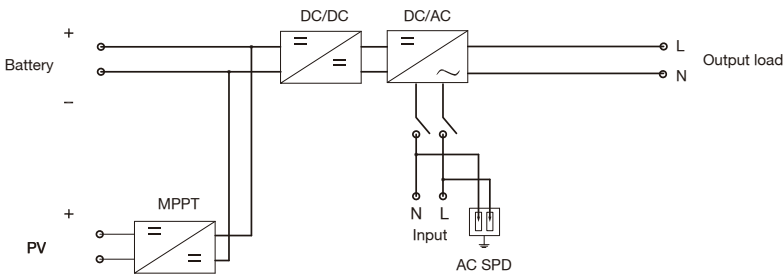 DC/DC
DC/AC
+
Battery
−
L
N
Output load
MPPT
+
PV
N L
Input
AC SPD